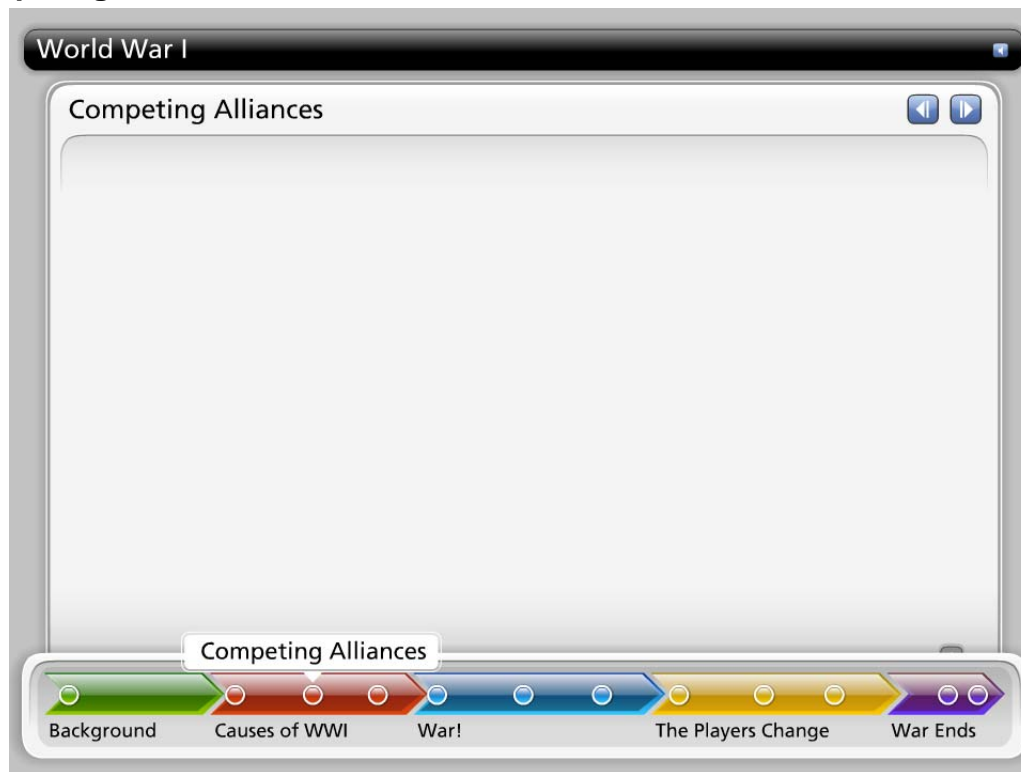 World War I
Competing Alliances
Competing Alliances
Background
Causes of WWI
War!
The Players Change
War Ends